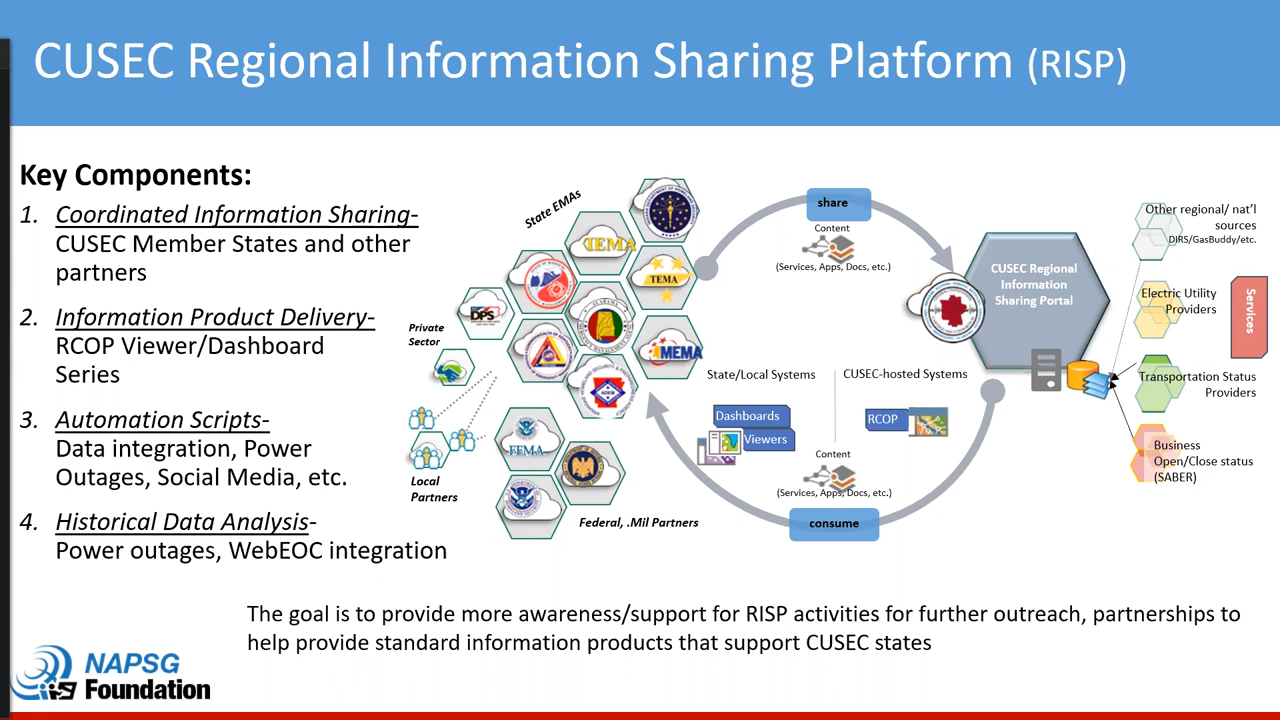 CUSEC Regional Information Sharing Platform (RISP)
Key Components:
1. Coordinated Information Sharing-
CUSEC Member States and other
partners
2. Information Product Delivery-
RCOP Viewer/Dashboard
Series
3. Automation Scripts-
Data integration, Power
Outages, Social Media, etc.
4. Historical Data Analysis-
Power outages, WebEOC integration
State EMAs
IEMA
TEMA
DPS
MEMA
ADEM
Private
Sector
Local
Partners
FEMA
Federal, .Mil Partners
share
Content
(Services, Apps, Docs, etc.)
State/Local Systems
CUSEC-hosted Systems
Dashboards
Viewers
RCOP
Content
(Services, Apps, Docs, etc.)
consume
CUSEC Regional
Information
Sharing Portal
Other regional/ nat'l
sources
DIRS/GasBuddy/etc.
Electric Utility
Providers
Services
Transportation Status
Providers
Business
Open/Close status
(SABER)
The goal is to provide more awareness/support for RISP activities for further outreach, partnerships to
help provide standard information products that support CUSEC states
NAPSG
Foundation